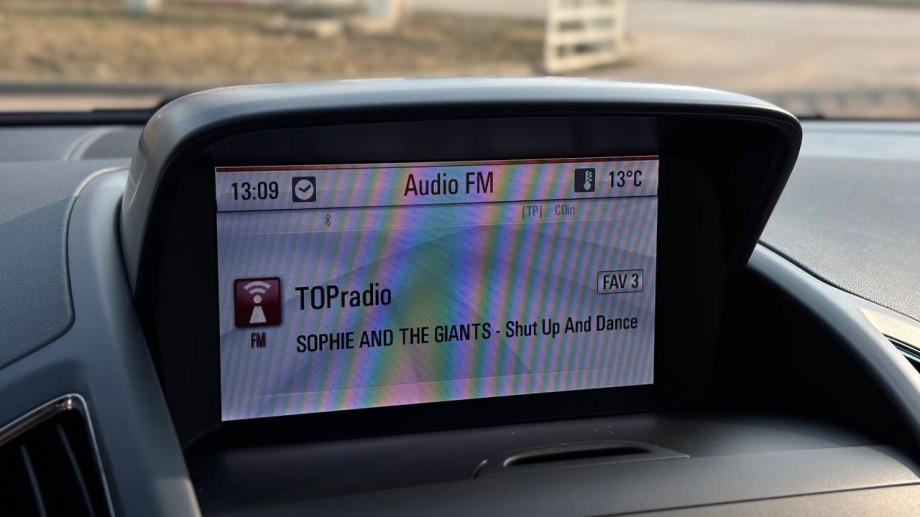 13:09 Audio FM 13°C
[TP] CDin
FAV 3
TOPradio
FM
SOPHIE AND THE GIANTS - Shut Up And Dance